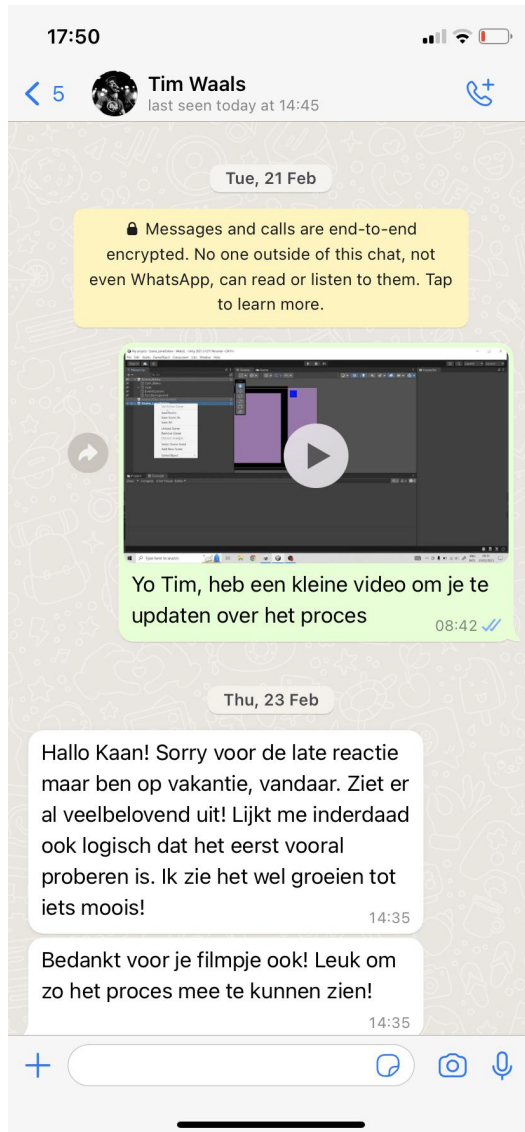 17:50
5
Tim Waals
last seen today at 14:45
Tue, 21 Feb
Messages and calls are end-to-end
encrypted. No one outside of this chat, not
even WhatsApp, can read or listen to them. Tap
to learn more.
Yo Tim, heb een kleine video om je te
updaten over het proces
08:42
Thu, 23 Feb
Hallo Kaan! Sorry voor de late reactie
maar ben op vakantie, vandaar. Ziet er
al veelbelovend uit! Lijkt me inderdaad
ook logisch dat het eerst vooral
proberen is. Ik zie het wel groeien tot
iets moois!
14:35
Bedankt voor je filmpje ook! Leuk om
zo het proces mee te kunnen zien!
14:35